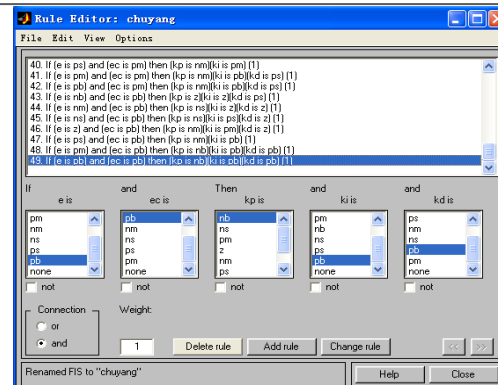 Rule Editor: chuyang
File Edit View Options
40. If (e is ps) and (ec is pm) then (kp is nm)(ki is pm)(kd is ps) (1)
41. If (e is pm) and (ec is pm) then (kp is nm)(ki is pb)(kd is ps) (1)
42. If (e is pb) and (ec is pm) then (kp is nm)(ki is pb)(kd is pb) (1)
43. If (e is nb) and (ec is pb) then (kp is z)(ki is z)(kd is ps) (1)
44. If (e is nm) and (ec is pb) then (kp is ns)(ki is z)(kd is z) (1)
45. If (e is ns) and (ec is pb) then (kp is ns)(ki is ps)(kd is z) (1)
46. If (e is z) and (ec is pb) then (kp is nm)(ki is pm)(kd is z) (1)
47. If (e is ps) and (ec is pb) then (kp is nm)(ki is pb)(kd is ps) (1)
48. If (e is pm) and (ec is pb) then (kp is nb)(ki is pb)(kd is pb) (1)
49. If (e is pb) and (ec is pb) then (kp is nb)(ki is pb)(kd is pb) (1)
If and Then and and
e is ec is kp is ki is kd is
pm pb nb pm ps
nm nm ns nb nm
ns ns pm ns ns
ps ps z ps pb
pb pm nm pb pm
none none ps none none
not not not not not
Connection Weight:
or
and 1 Delete rule Add rule Change rule << >>
Renamed FIS to "chuyang" Help Close